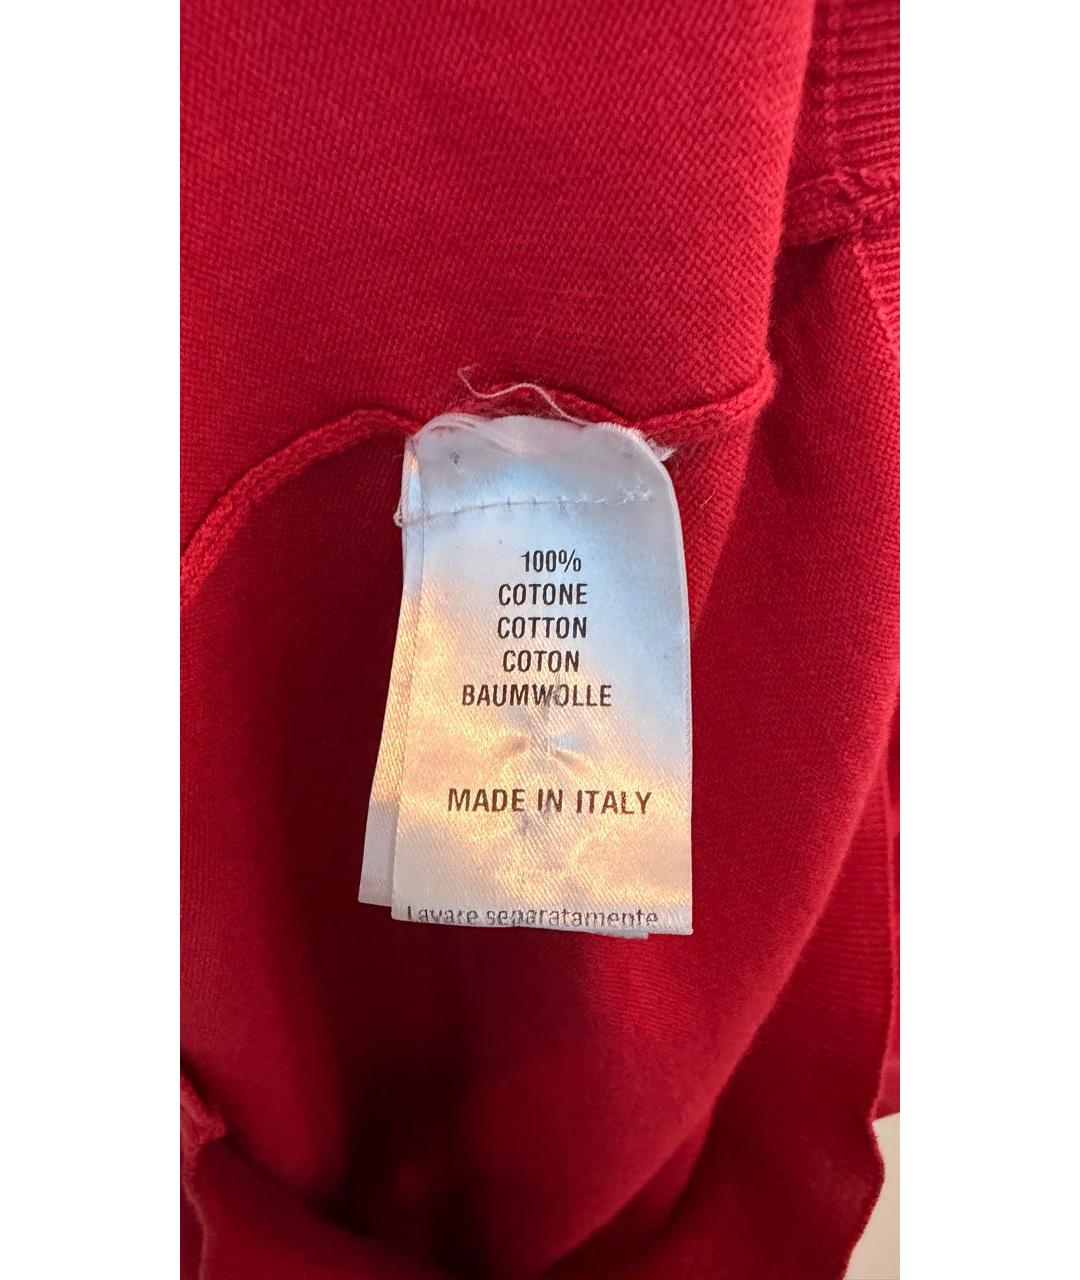 100%
COTONE
COTTON
COTON
BAUMWOLLE
MADE IN ITALY
Lavare separatamente